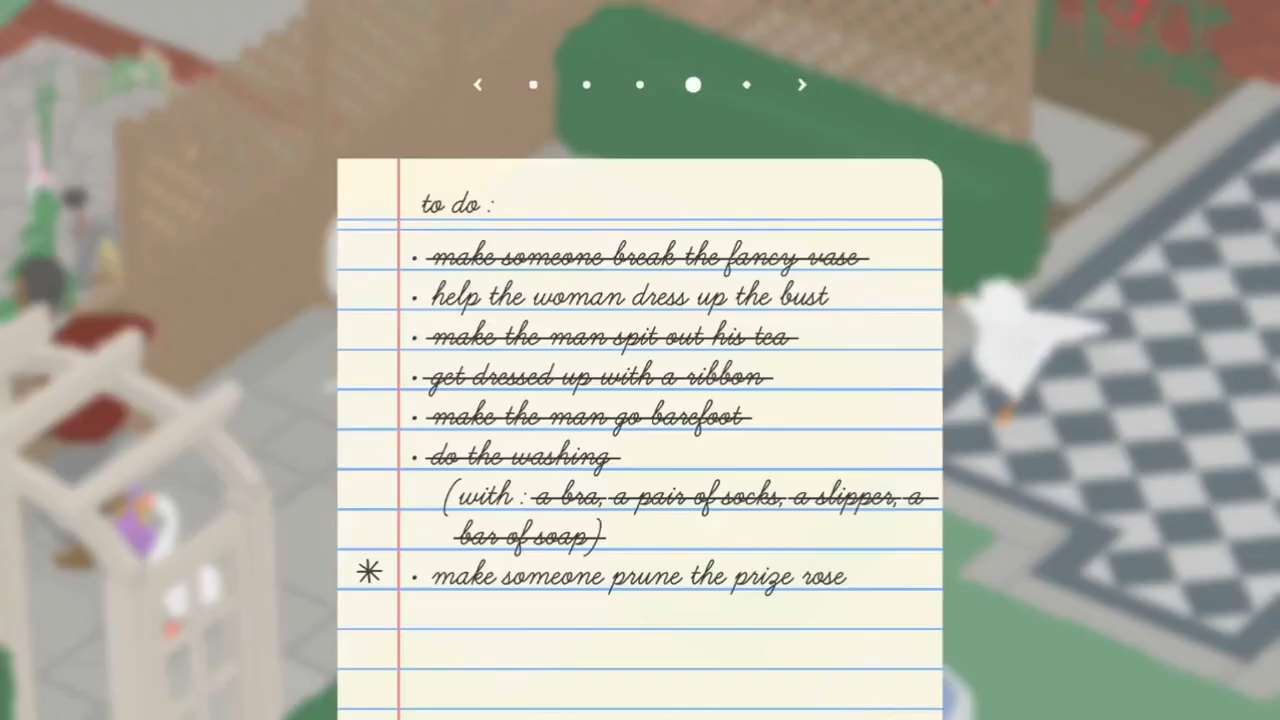 to do :
• make someone break the fancy vase
• help the woman dress up the bust
• make the man spit out his tea
• get dressed up with a ribbon
• make the man go barefoot
• do the washing
(with : a bra, a pair of socks, a slipper, a
bar of soap)
* • make someone prune the prize rose